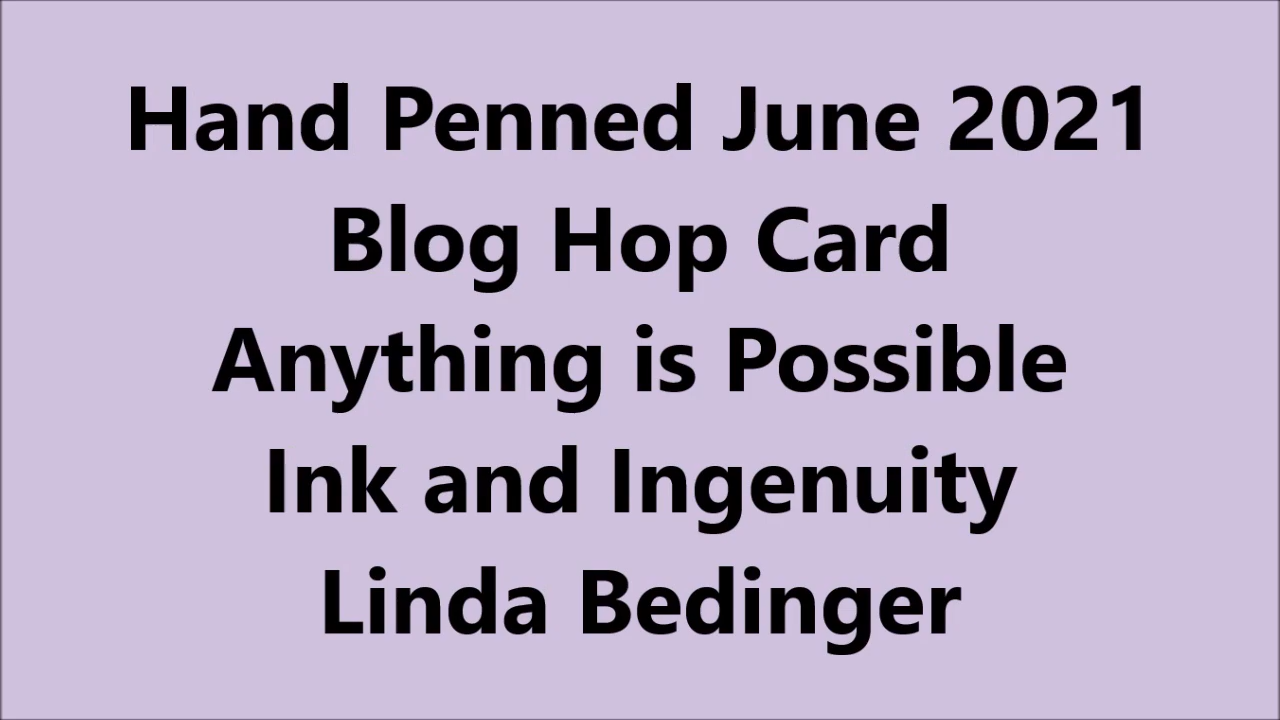 Hand Penned June 2021
Blog Hop Card
Anything is Possible
Ink and Ingenuity
Linda Bedinger